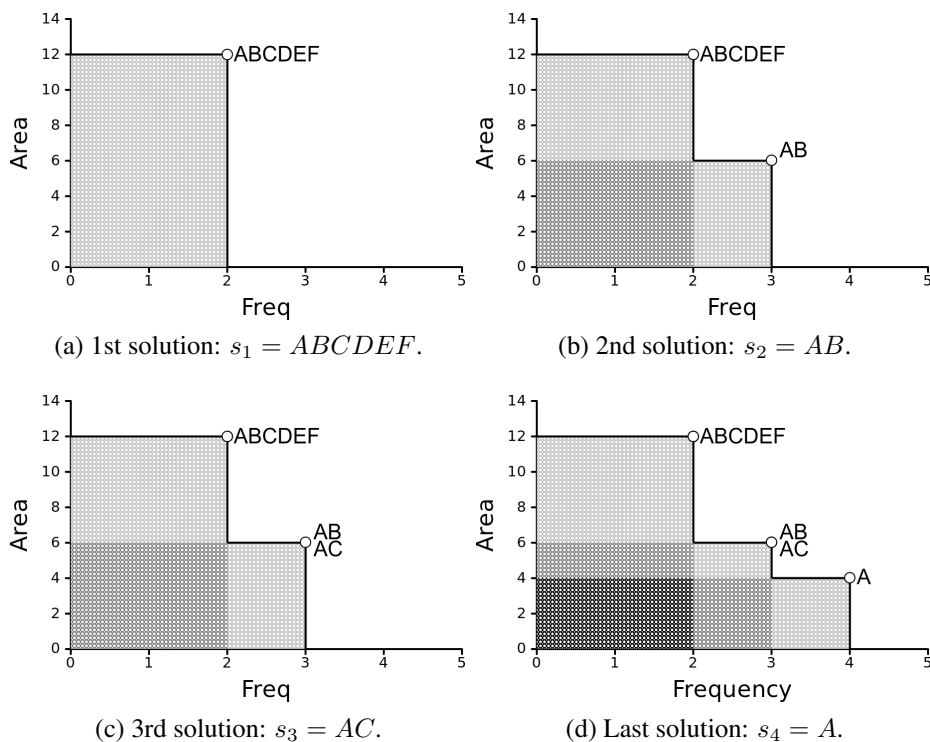 14
12
10
8
6
4
2
0
Area
ABCDEF
0 1 2 3 4 5
Freq
(a) 1st solution: s₁ = ABCDEF.
14
12
10
8
6
4
2
0
Area
ABCDEF
AB
0 1 2 3 4 5
Freq
(b) 2nd solution: s₂ = AB.
14
12
10
8
6
4
2
0
Area
ABCDEF
AB
AC
0 1 2 3 4 5
Freq
(c) 3rd solution: s₃ = AC.
14
12
10
8
6
4
2
0
Area
ABCDEF
AB
AC
A
0 1 2 3 4 5
Frequency
(d) Last solution: s₄ = A.